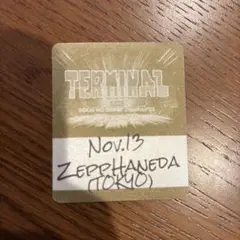 TERMINAL
Nov.13
ZEPPHANEDA
(TOKYO)